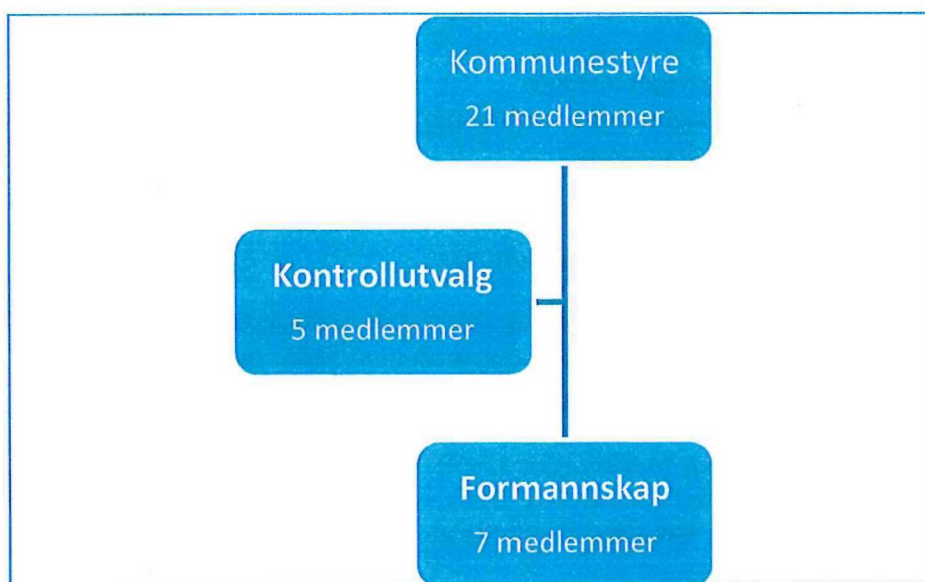 Kommunestyre
21 medlemmer
Kontrollutvalg
5 medlemmer
Formannskap
7 medlemmer